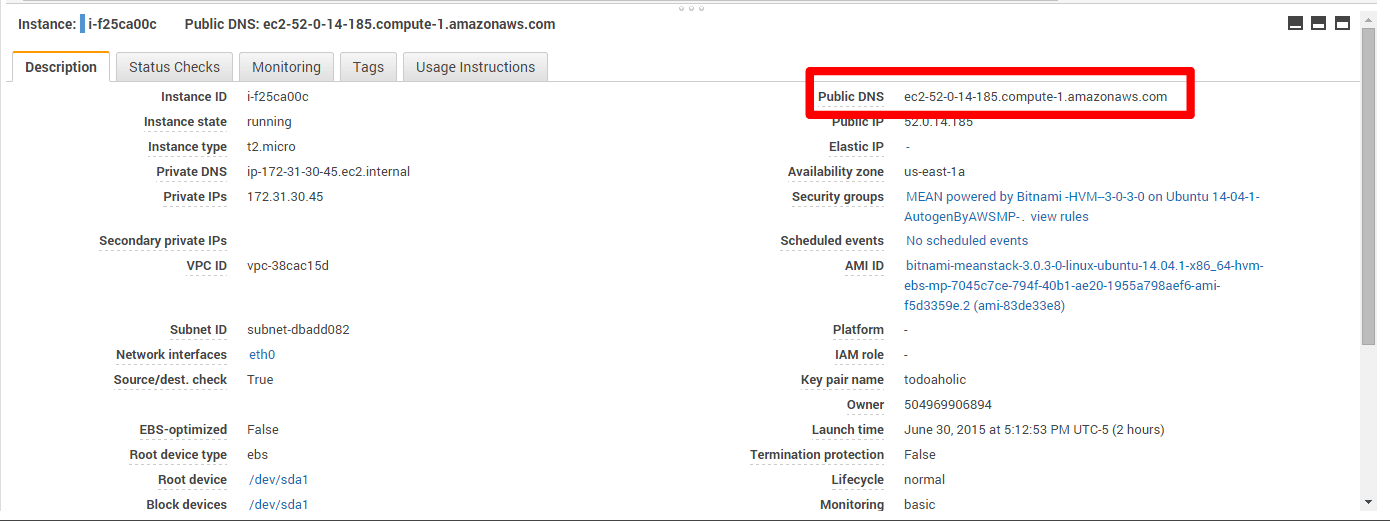 Instance: i-f25ca00c Public DNS: ec2-52-0-14-185.compute-1.amazonaws.com
Description Status Checks Monitoring Tags Usage Instructions
Instance ID i-f25ca00c Public DNS ec2-52-0-14-185.compute-1.amazonaws.com
Instance state running Public IP 52.0.14.185
Instance type t2.micro Elastic IP -
Private DNS ip-172-31-30-45.ec2.internal Availability zone us-east-1a
Private IPs 172.31.30.45 Security groups MEAN powered by Bitnami -HVM--3-0-3-0 on Ubuntu 14-04-1-
AutogenByAWSMP-. view rules
Secondary private IPs Scheduled events No scheduled events
VPC ID vpc-38cac15d AMI ID bitnami-meanstack-3.0.3-0-linux-ubuntu-14.04.1-x86_64-hvm-
ebs-mp-7045c7ce-794f-40b1-ae20-1955a798aef6-ami-
f5d3359e.2 (ami-83de33e8)
Subnet ID subnet-dbadd082 Platform -
Network interfaces eth0 IAM role -
Source/dest. check True Key pair name todoaholic
Owner 504969906894
EBS-optimized False Launch time June 30, 2015 at 5:12:53 PM UTC-5 (2 hours)
Root device type ebs Termination protection False
Root device /dev/sda1 Lifecycle normal
Block devices /dev/sda1 Monitoring basic